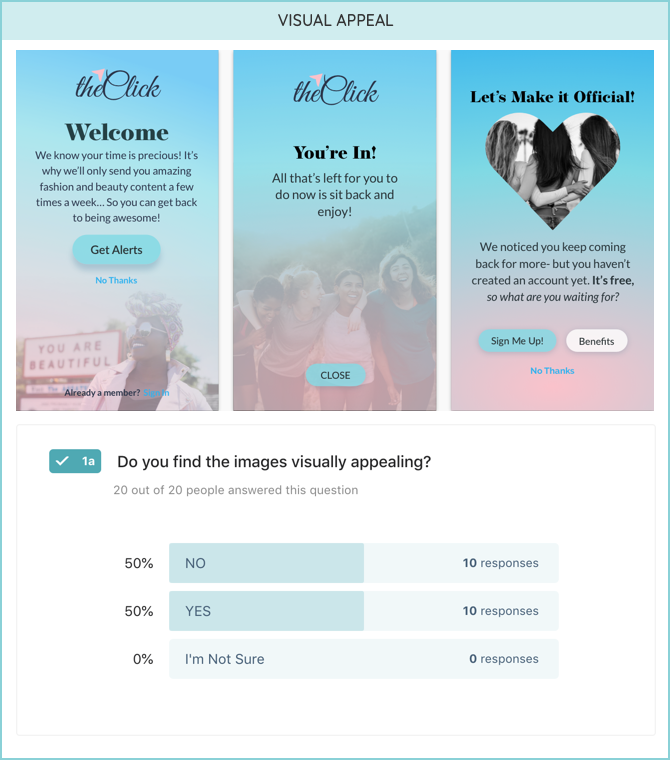 VISUAL APPEAL
theClick
Welcome
We know your time is precious! It's
why we'll only send you amazing
fashion and beauty content a few
times a week... So you can get back
to being awesome!
Get Alerts
No Thanks
YOU ARE
BEAUTIFUL
Already a member? Sign In
theClick
You're In!
All that's left for you to
do now is sit back and
enjoy!
CLOSE
Let's Make it Official!
We noticed you keep coming
back for more- but you haven't
created an account yet. It's free,
so what are you waiting for?
Sign Me Up! Benefits
No Thanks
1a Do you find the images visually appealing?
20 out of 20 people answered this question
50% NO 10 responses
50% YES 10 responses
0% I'm Not Sure 0 responses